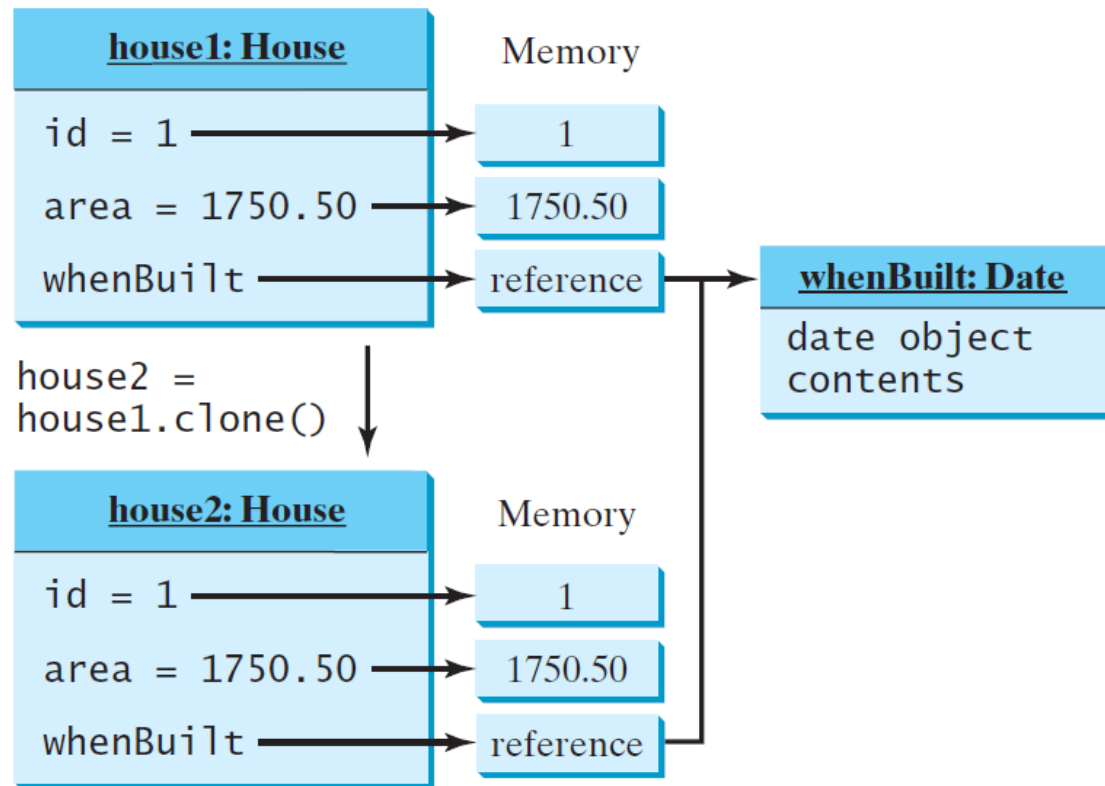 house1: House
Memory
id = 1
1
area = 1750.50
1750.50
whenBuilt
reference
whenBuilt: Date
date object
contents
house2 =
house1.clone()
house2: House
Memory
id = 1
1
area = 1750.50
1750.50
whenBuilt
reference